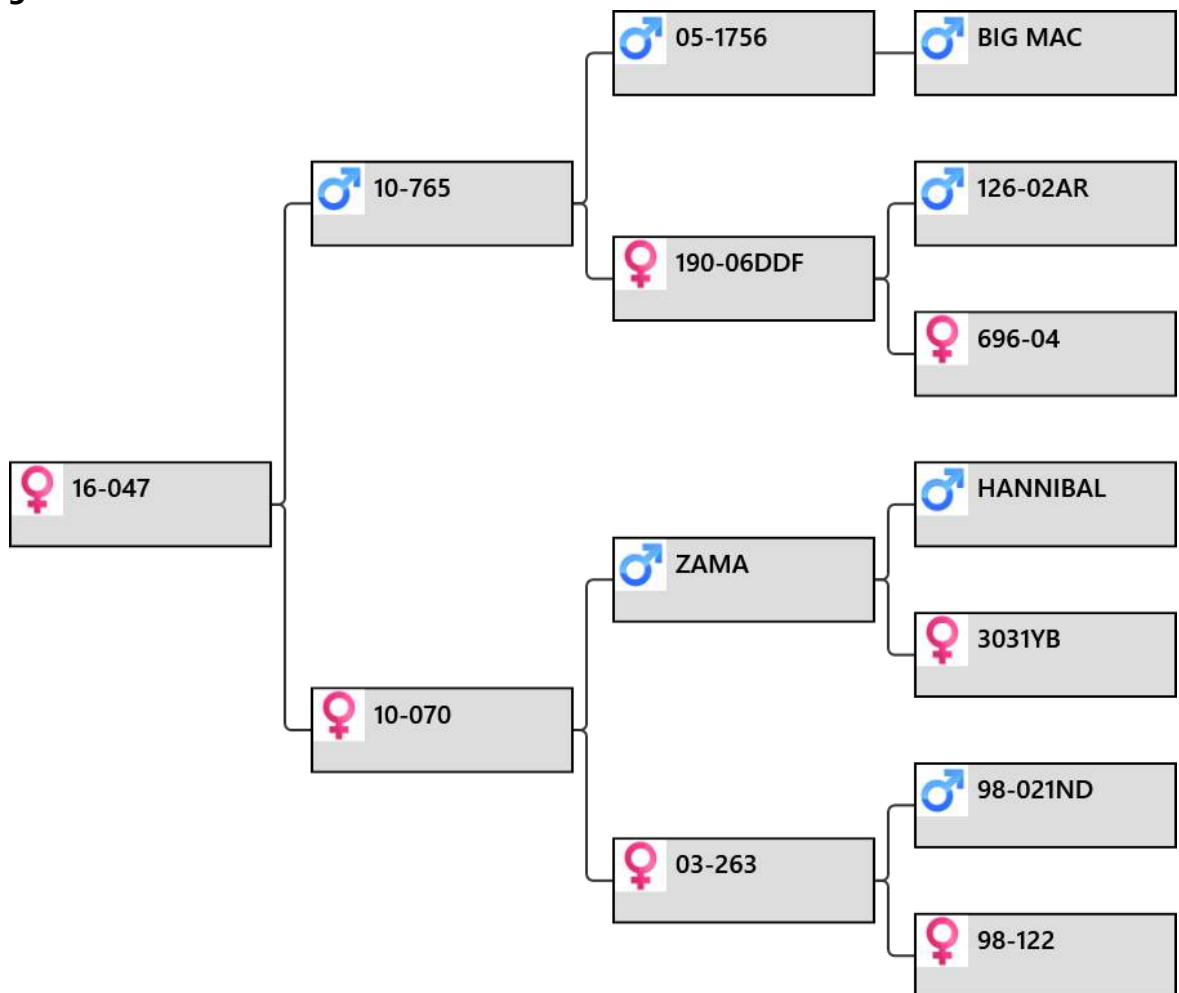 05-1756
BIG MAC
10-765
126-02AR
190-06DDF
696-04
16-047
HANNIBAL
ZAMA
3031YB
10-070
98-021ND
03-263
98-122